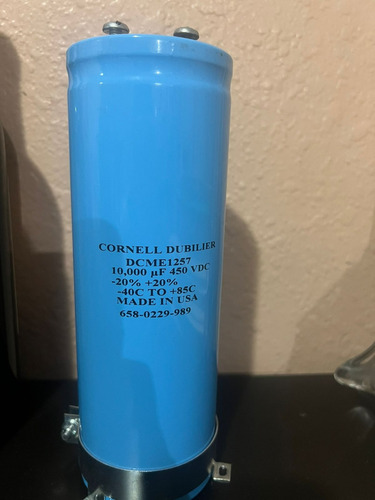 CORNELL DUBILIER
DCME1257
10,000 µF 450 VDC
-20% +20%
-40C TO +85C
MADE IN USA
658-0229-989